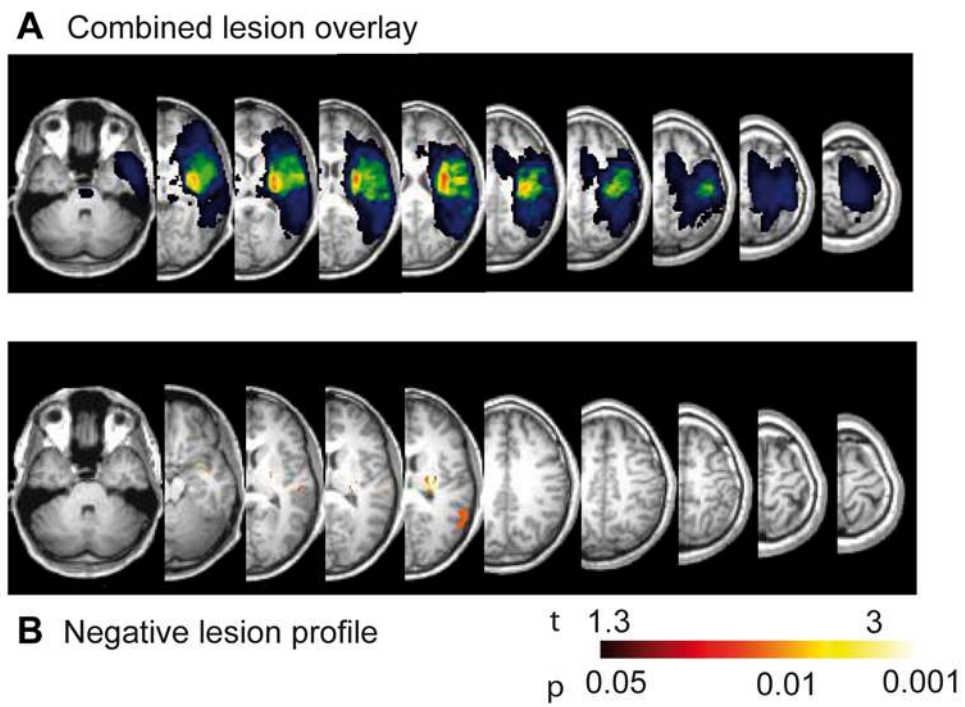 A Combined lesion overlay
B Negative lesion profile
t 1.3 3
p 0.05 0.01 0.001